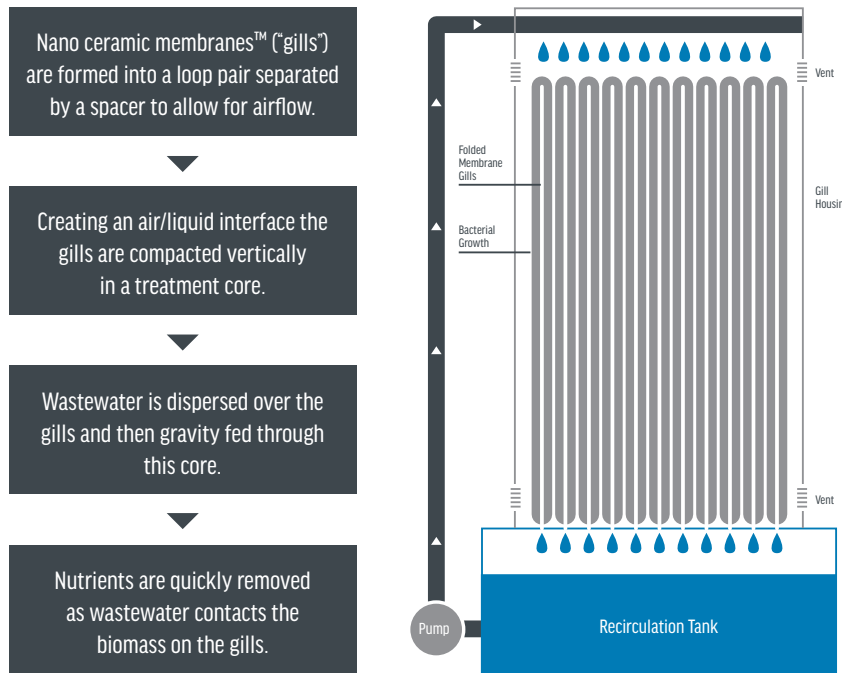 Nano ceramic membranes™ (“gills”)
are formed into a loop pair separated
by a spacer to allow for airflow.
Creating an air/liquid interface the
gills are compacted vertically
in a treatment core.
Wastewater is dispersed over the
gills and then gravity fed through
this core.
Nutrients are quickly removed
as wastewater contacts the
biomass on the gills.
Vent
Folded
Membrane
Gills
Gill
Housin
Bacterial
Growth
Vent
Pump
Recirculation Tank